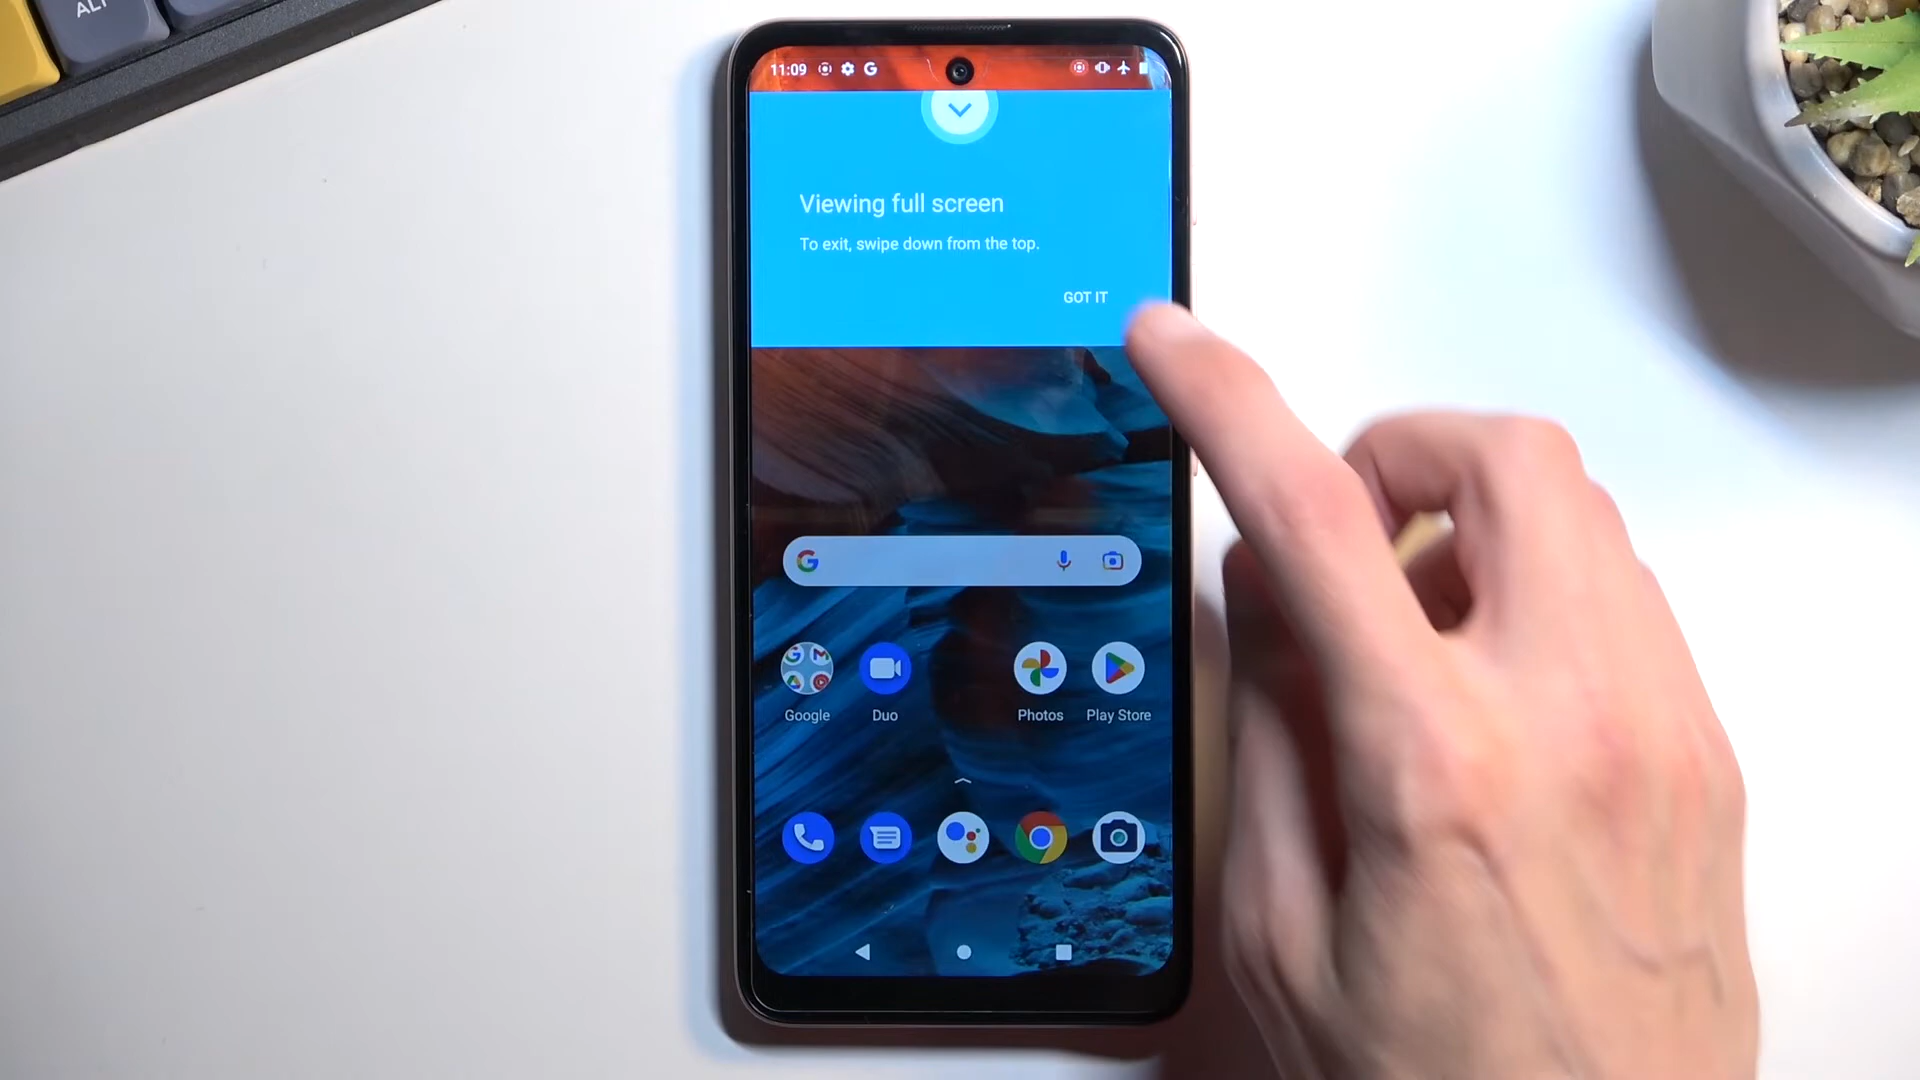 ALT
11:09
Viewing full screen
To exit, swipe down from the top.
GOT IT
Google
Duo
Photos
Play Store